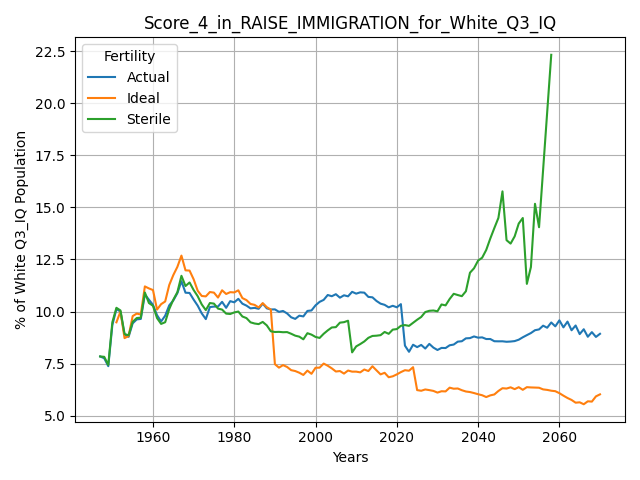 Score_4_in_RAISE_IMMIGRATION_for_White_Q3_IQ
Fertility
Actual
Ideal
Sterile
% of White Q3_IQ Population
22.5
20.0
17.5
15.0
12.5
10.0
7.5
5.0
1960
1980
2000
2020
2040
2060
Years